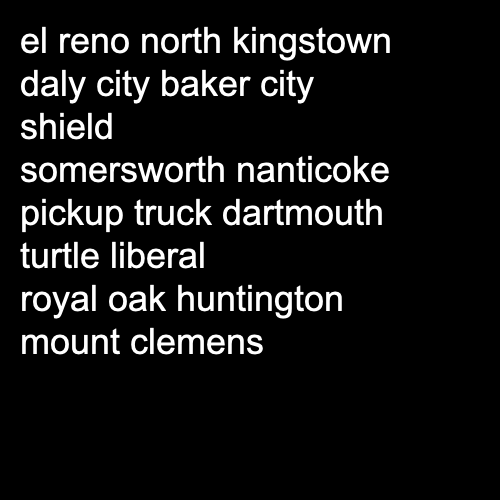 el reno north kingstown
daly city baker city
shield
somersworth nanticoke
pickup truck dartmouth
turtle liberal
royal oak huntington
mount clemens